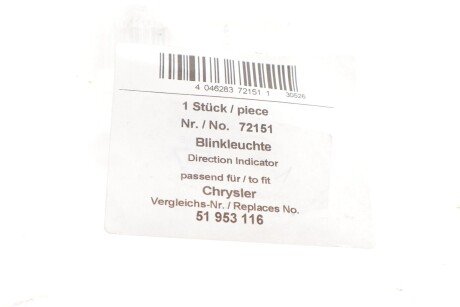 4 046283 72151 1
30526
1 Stück / piece
Nr. / No. 72151
Blinkleuchte
Direction Indicator
passend für / to fit
Chrysler
Vergleichs-Nr. / Replaces No.
51 953 116